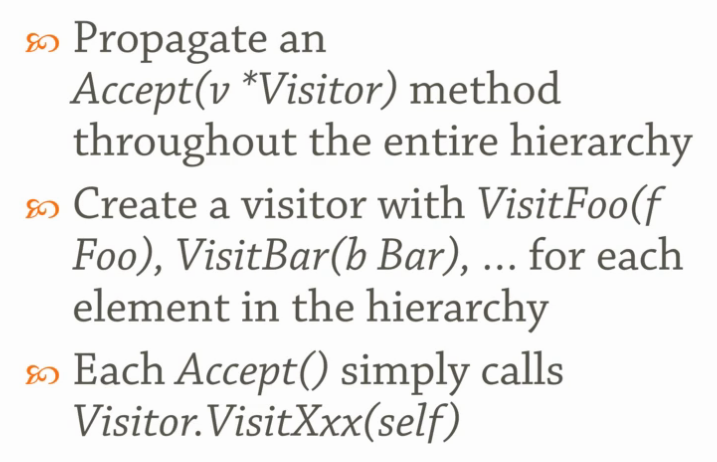 Propagate an
Accept(v *Visitor) method
throughout the entire hierarchy
Create a visitor with VisitFoo(f
Foo), VisitBar(b Bar), ... for each
element in the hierarchy
Each Accept() simply calls
Visitor.VisitXxx(self)